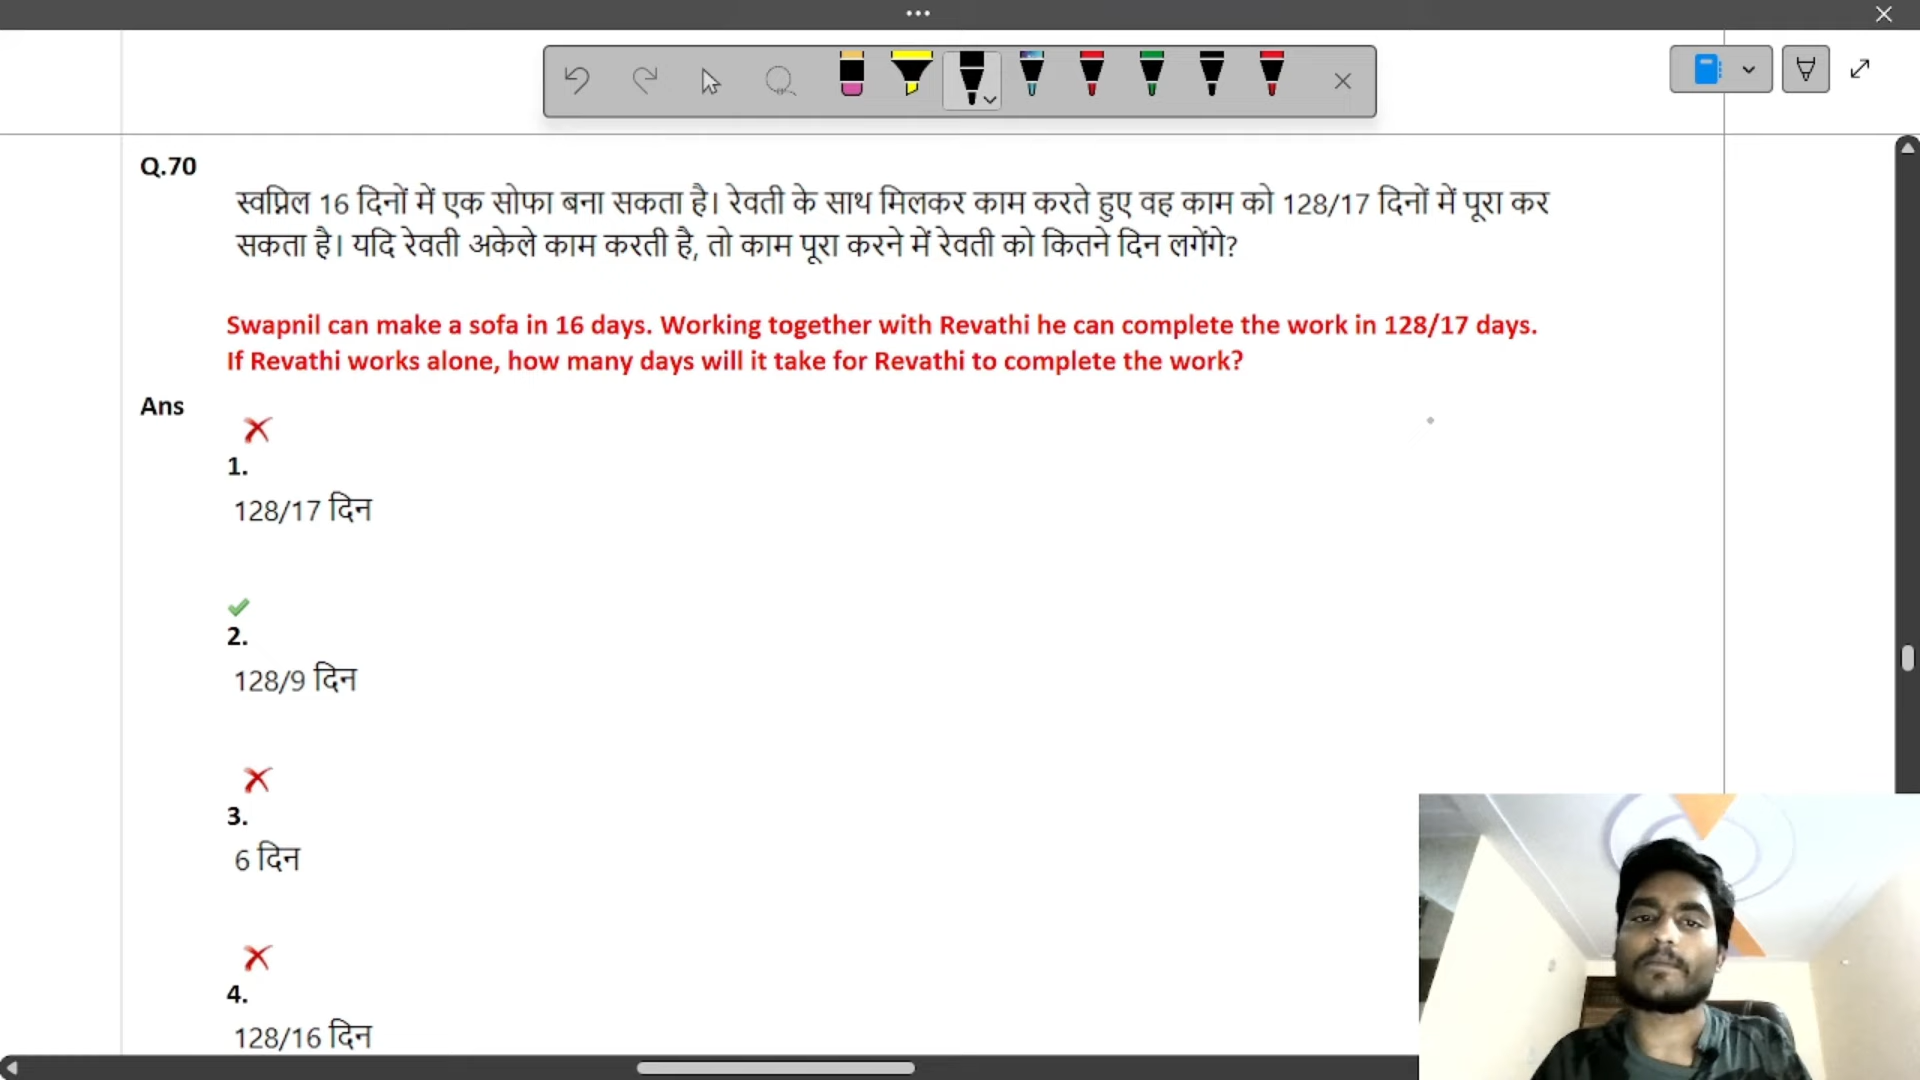 Q.70
स्वप्निल 16 दिनों में एक सोफा बना सकता है। रेवती के साथ मिलकर काम करते हुए वह काम को 128/17 दिनों में पूरा कर
सकता है। यदि रेवती अकेले काम करती है, तो काम पूरा करने में रेवती को कितने दिन लगेंगे?
Swapnil can make a sofa in 16 days. Working together with Revathi he can complete the work in 128/17 days.
If Revathi works alone, how many days will it take for Revathi to complete the work?
Ans
1.
128/17 दिन
2.
128/9 दिन
3.
6 दिन
4.
128/16 दिन